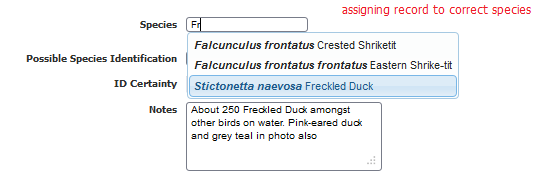 assigning record to correct species
Species Fr
Falcunculus frontatus Crested Shriketit
Falcunculus frontatus frontatus Eastern Shrike-tit
Stictonetta naevosa Freckled Duck
Possible Species Identification
ID Certainty
Notes
About 250 Freckled Duck amongst
other birds on water. Pink-eared duck
and grey teal in photo also